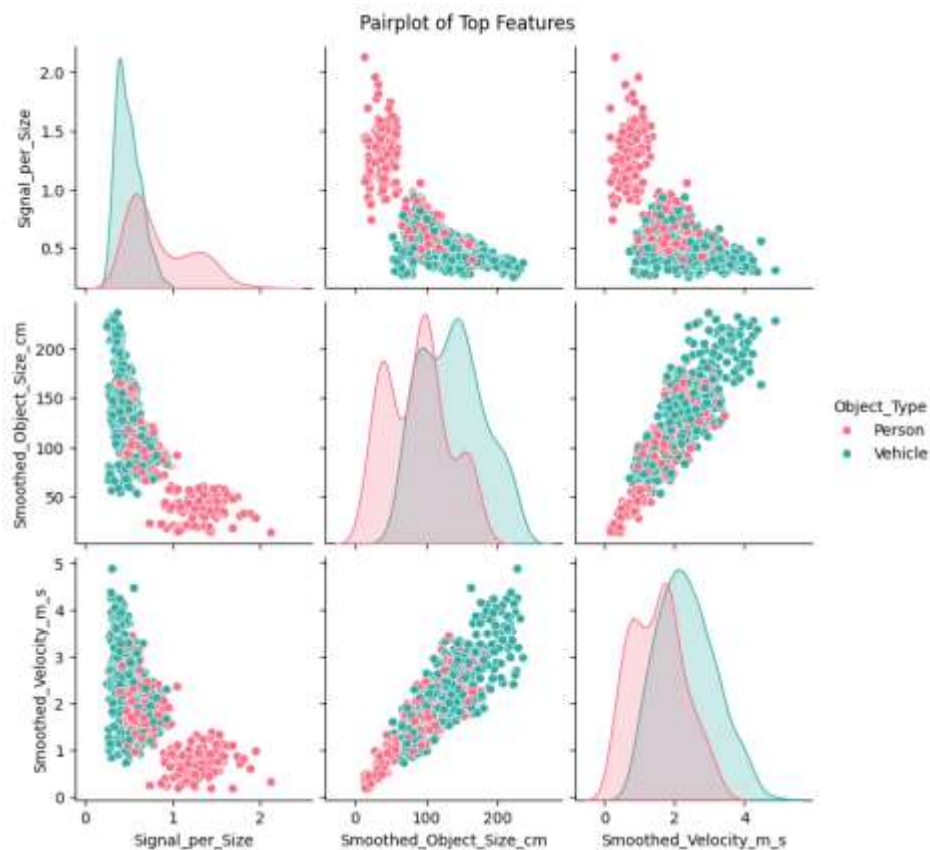 Pairplot of Top Features
Signal_per_Size
2.0
1.5
1.0
0.5
Smoothed_Object_Size_cm
200
150
100
50
Object_Type
Person
Vehicle
Smoothed_Velocity_m_s
5
4
3
2
1
0
0 1 2
0 100 200
0 2 4
Signal_per_Size
Smoothed_Object_Size_cm
Smoothed_Velocity_m_s